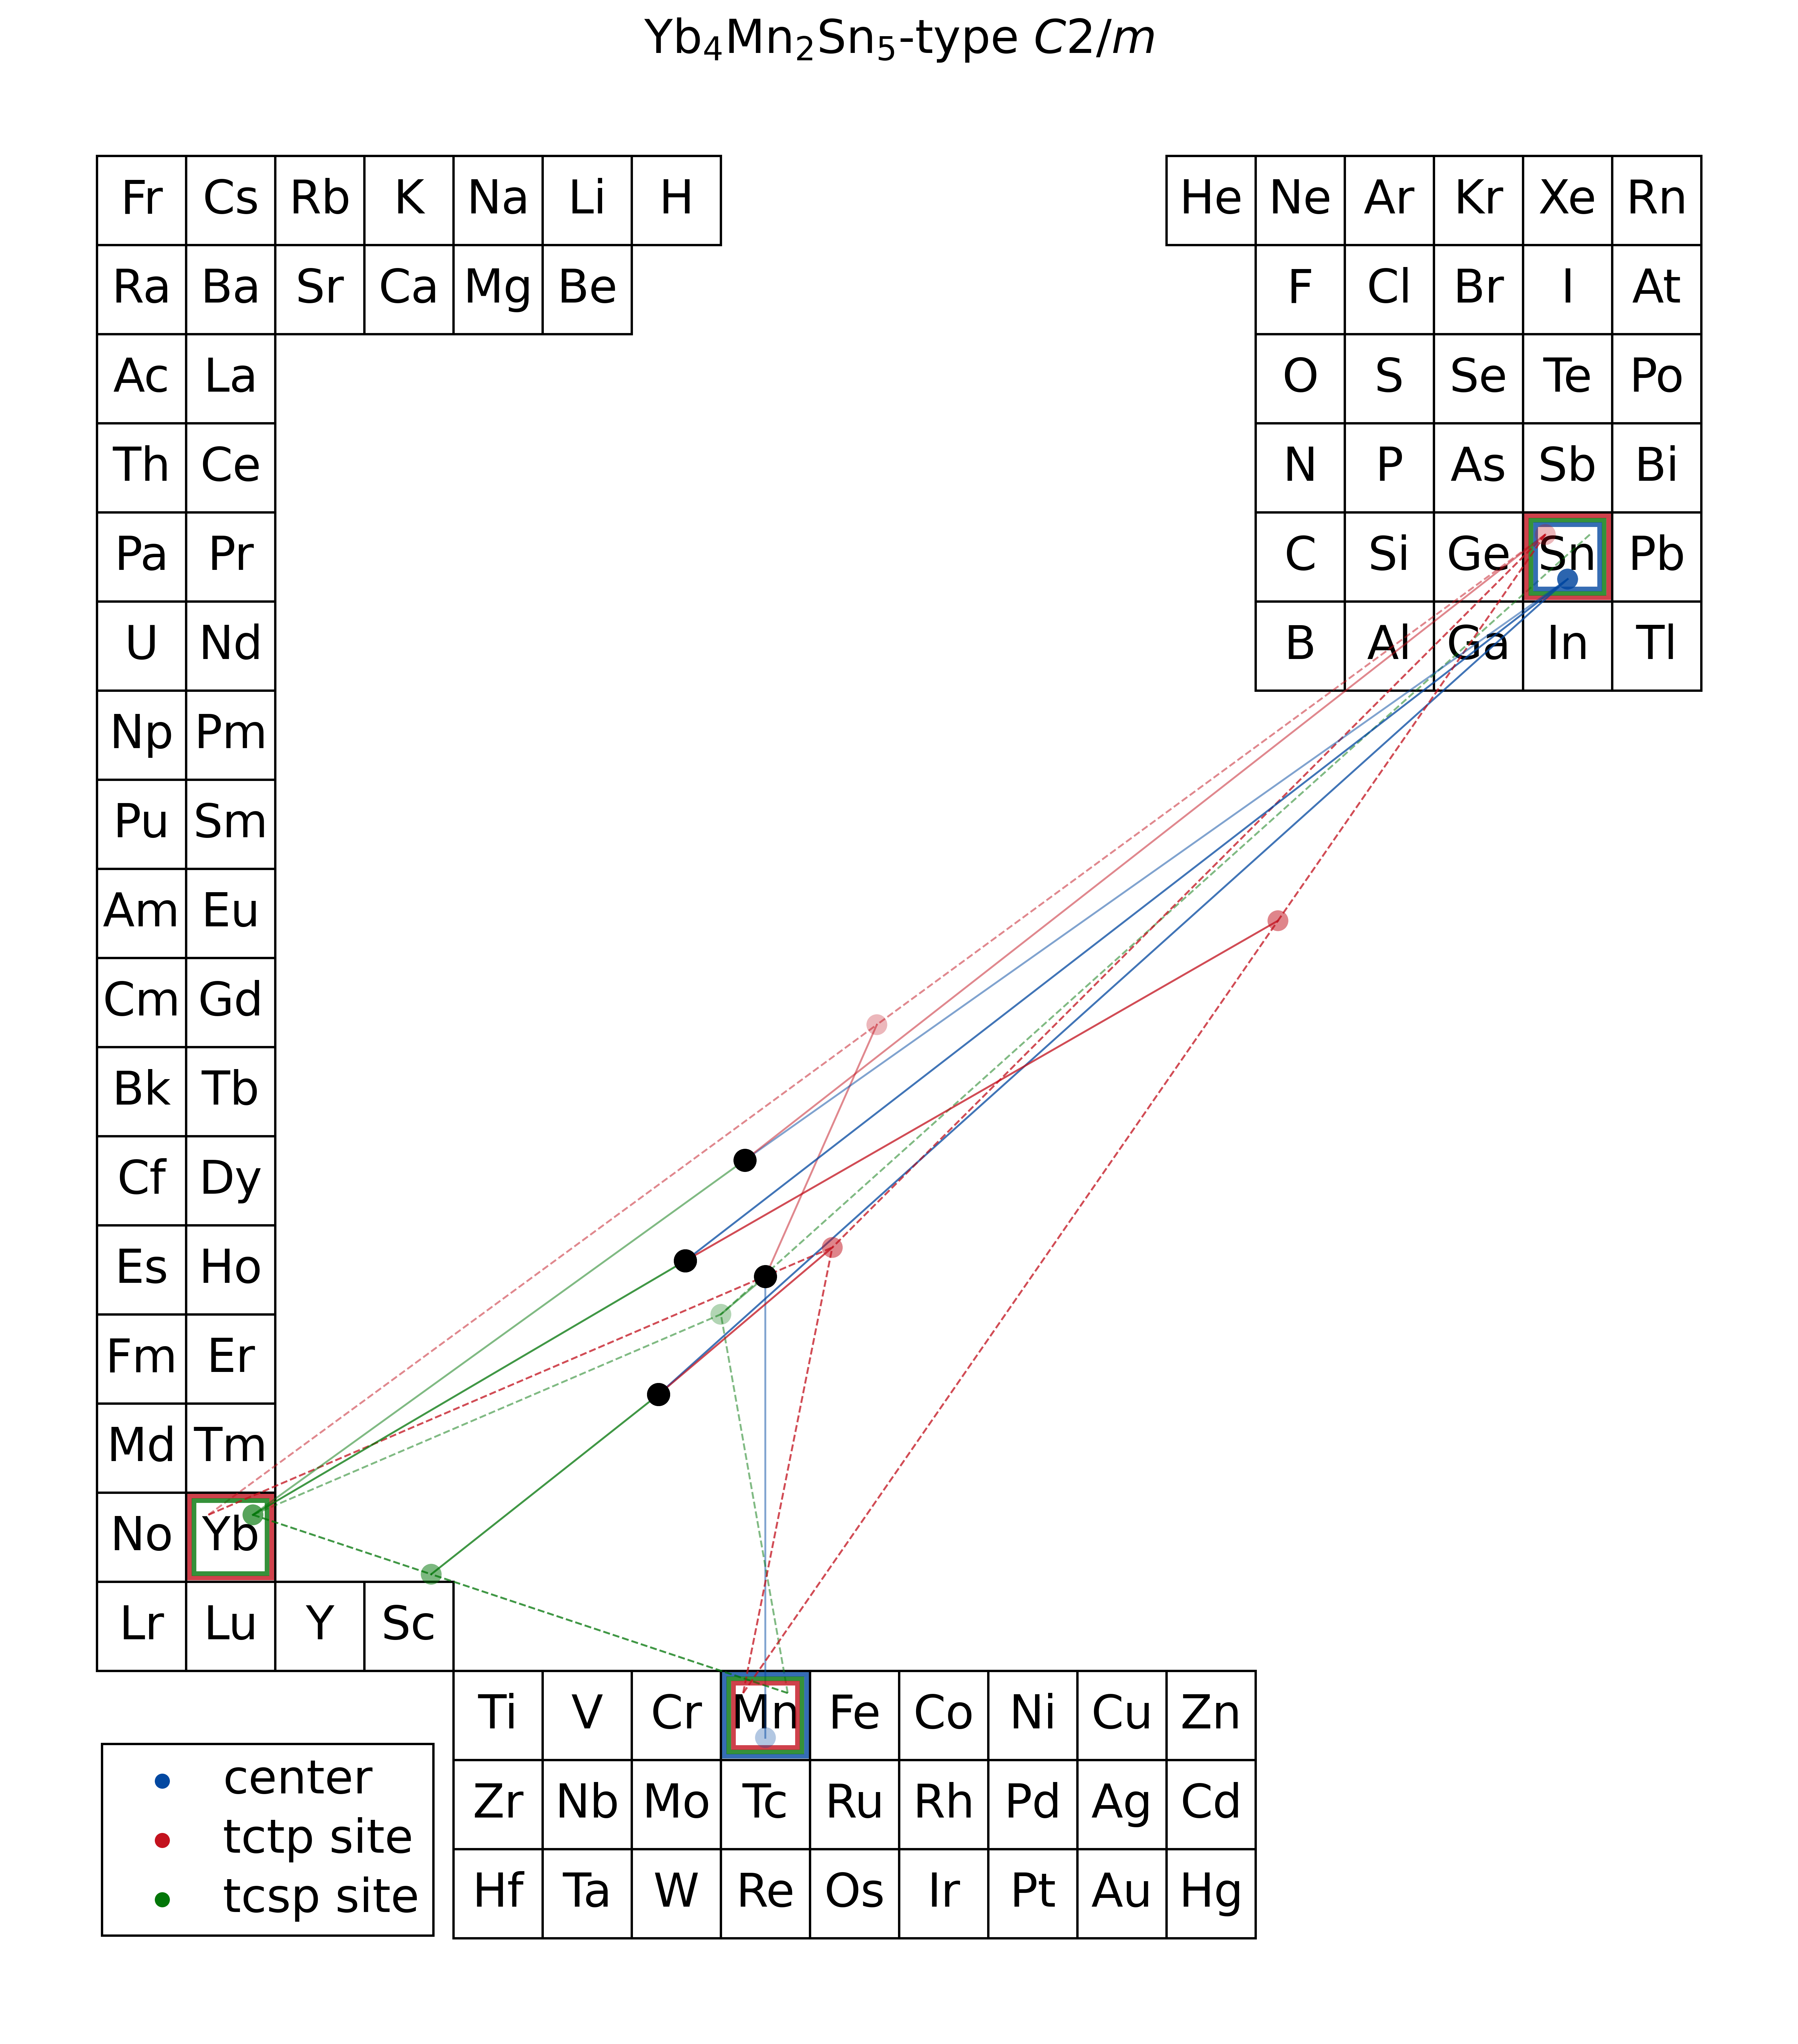 Yb₄Mn₂Sn₅-type C2/m
Fr Cs Rb K Na Li H He Ne Ar Kr Xe Rn
Ra Ba Sr Ca Mg Be F Cl Br I At
Ac La O S Se Te Po
Th Ce N P As Sb Bi
Pa Pr C Si Ge Sn Pb
U Nd B Al Ga In Tl
Np Pm
Pu Sm
Am Eu
Cm Gd
Bk Tb
Cf Dy
Es Ho
Fm Er
Md Tm
No Yb
Lr Lu Y Sc
Ti V Cr Mn Fe Co Ni Cu Zn
Zr Nb Mo Tc Ru Rh Pd Ag Cd
Hf Ta W Re Os Ir Pt Au Hg
center
tctp site
tcsp site